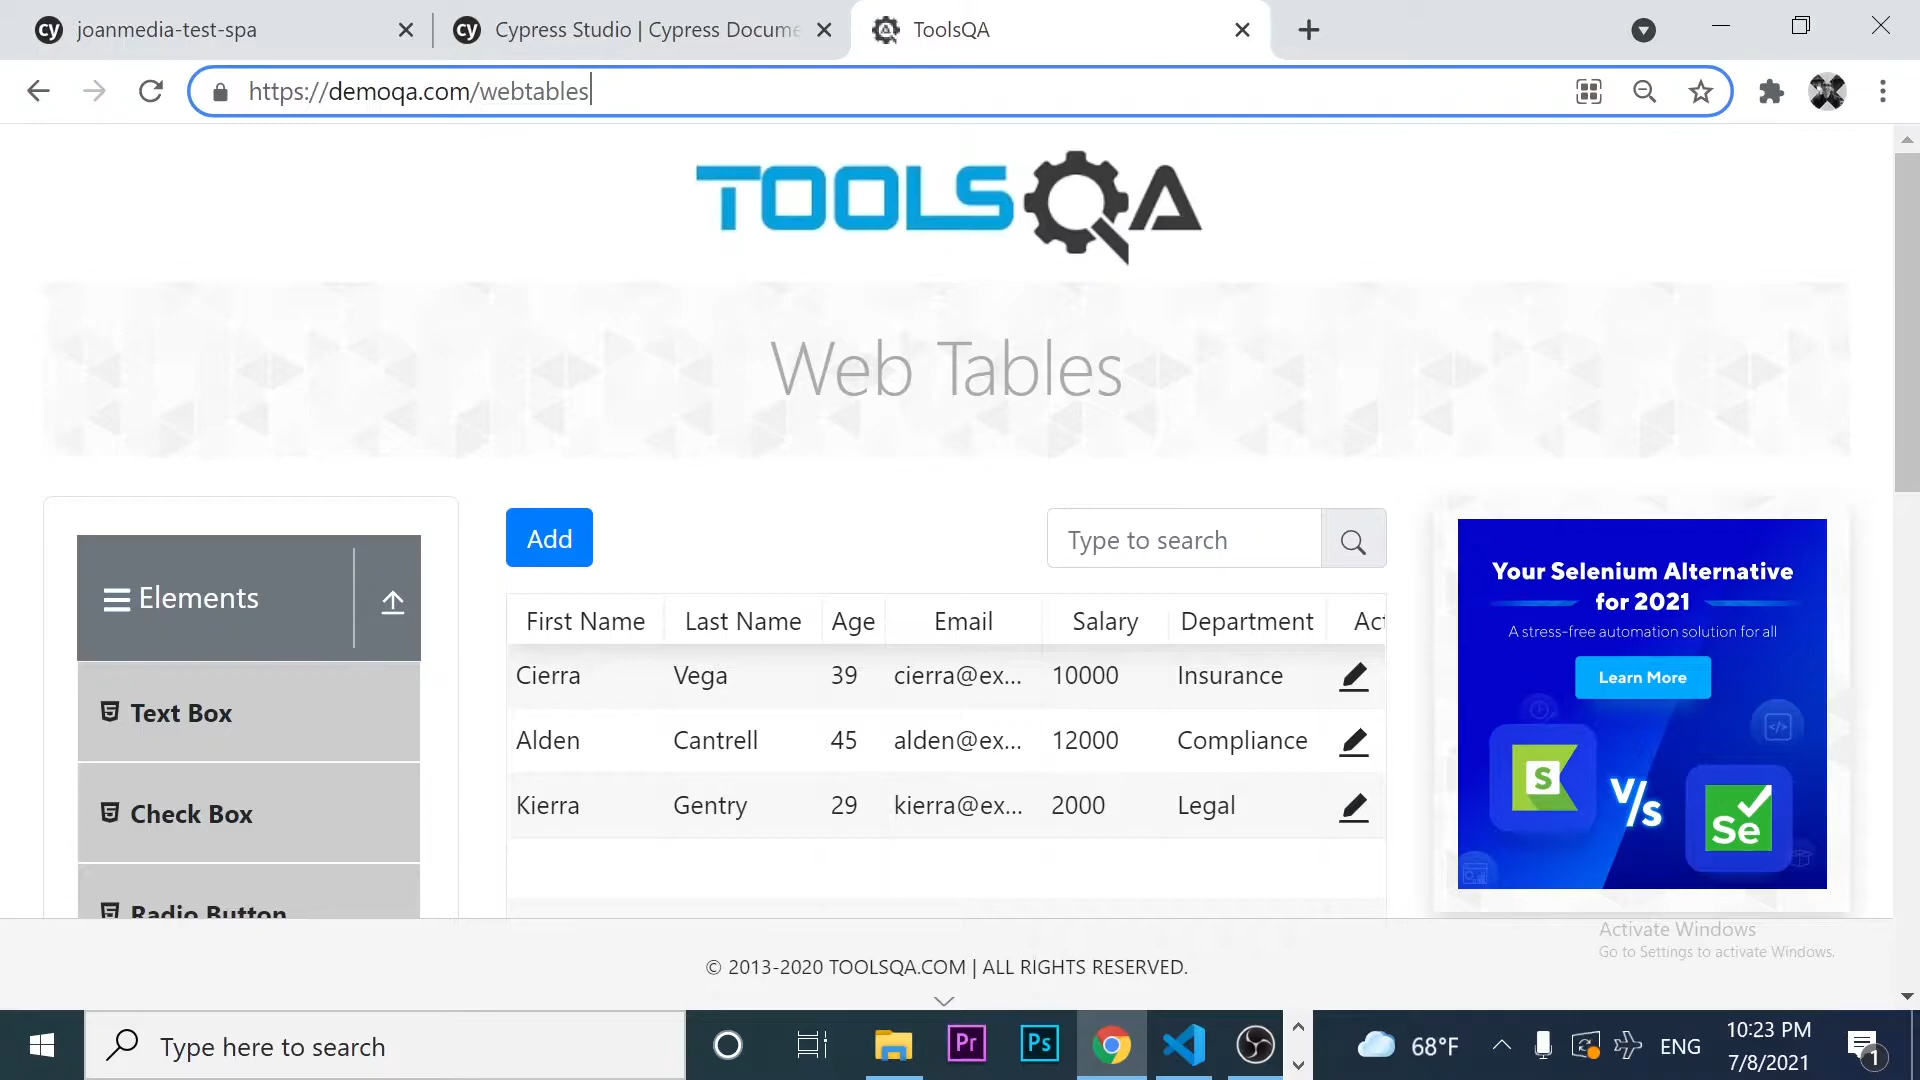 joanmedia-test-spa
Cypress Studio | Cypress Docume
ToolsQA
https://demoqa.com/webtables
TOOLSQA
Web Tables
Elements
Text Box
Check Box
Radio Button
Add
Type to search
First Name Last Name Age Email Salary Department Act
Cierra Vega 39 cierra@ex... 10000 Insurance
Alden Cantrell 45 alden@ex... 12000 Compliance
Kierra Gentry 29 kierra@ex... 2000 Legal
Your Selenium Alternative
for 2021
A stress-free automation solution for all
Learn More
S
V/s
Se
Activate Windows
Go to Settings to activate Windows.
© 2013-2020 TOOLSQA.COM | ALL RIGHTS RESERVED.
Type here to search
Pr
Ps
68°F
ENG
10:23 PM
7/8/2021
1